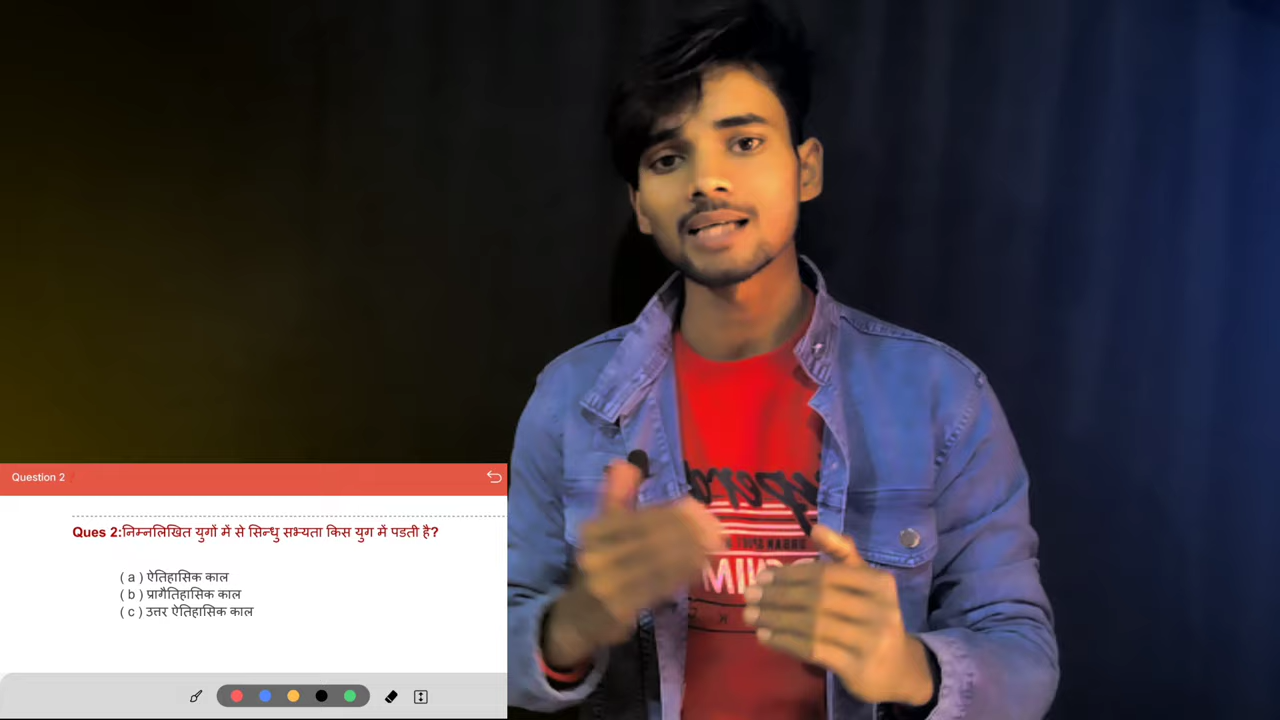 Question 2
Ques 2:निम्नलिखित युगों में से सिन्धु सभ्यता किस युग में पडती है?
( a ) ऐतिहासिक काल
( b ) प्रागैतिहासिक काल
( c ) उत्तर ऐतिहासिक काल